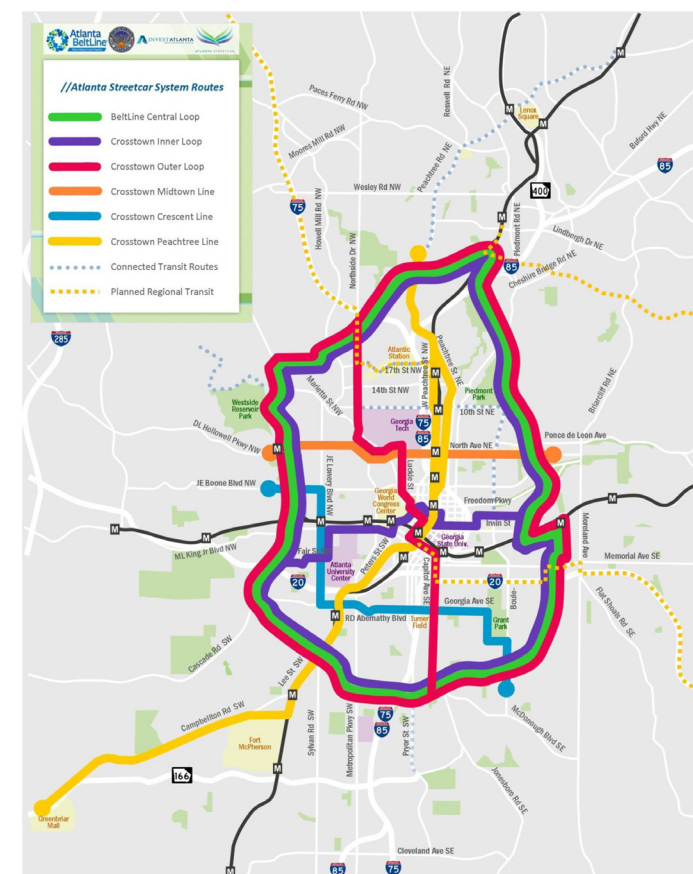 Atlanta
BeltLine
INVEST ATLANTA
ATLANTA STREETCAR
//Atlanta Streetcar System Routes
BeltLine Central Loop
Crosstown Inner Loop
Crosstown Outer Loop
Crosstown Midtown Line
Crosstown Crescent Line
Crosstown Peachtree Line
Connected Transit Routes
Planned Regional Transit
M
Paces Ferry Rd NW
Roswell Rd NE
Lenox
Square
M
M
Buford Hwy NE
Moores Mill Rd NW
Peachtree Rd NE
85
Wesley Rd NW
400
75
Howell Mill Rd NW
Northside Dr NW
M
Piedmont Rd NE
Lindbergh Dr NE
85
Cheshire Bridge Rd NE
285
Atlantic
Station
17th St NW
W Peachtree St NW
Peachtree St NE
M
14th St NW
Marietta St NW
Piedmont
Park
Briarcliff Rd NE
Westside
Reservoir
Park
M
10th St NE
Georgia
Tech
75
85
DL Hollowell Pkwy NW
M
North Ave NE
M
Ponce de Leon Ave
JE Boone Blvd NW
JE Lowery Blvd NW
Luckie St
M
Georgia
World
Congress
Center
Freedom Pkwy
M
M
M
M
M
M
Irwin St
M
ML King Jr Blvd NW
Fair St
Peters St SW
M
Georgia
State Univ.
M
M
Moreland Ave
Memorial Ave SE
Atlanta
University
Center
20
M
Capitol Ave SE
20
Boule-
Georgia Ave SE
Flat Shoals Rd SE
M
RD Abernathy Blvd
Turner
Field
Grant
Park
Cascade Rd SW
Lee St SW
M
Campbellton Rd SW
Sylvan Rd SW
Metropolitan Pkwy SW
75
85
Pryor St SW
McDonough Blvd SE
Fort
McPherson
M
166
Jonesboro Rd SE
Greenbriar
Mall
Cleveland Ave SE
M
85
75